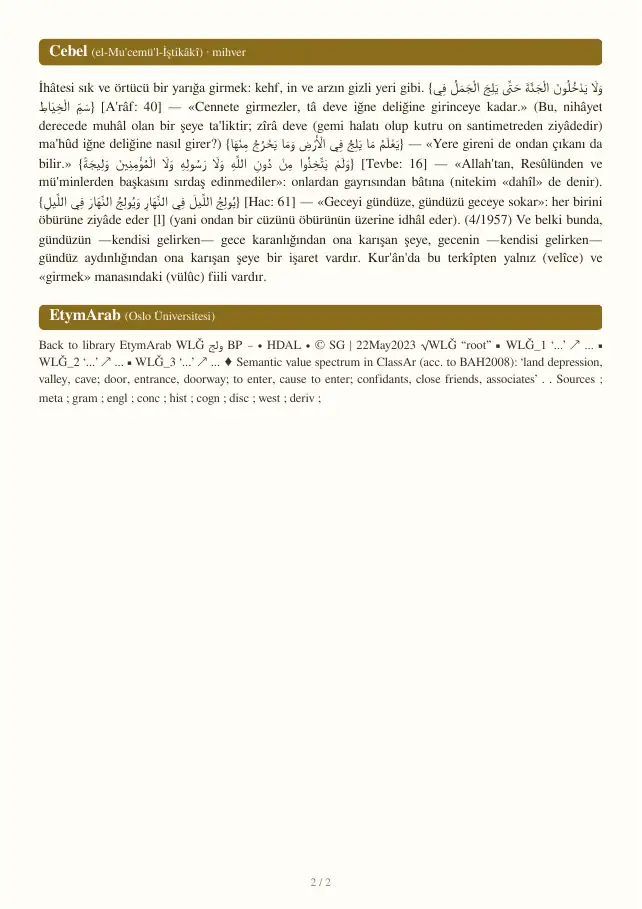 Cebel (el-Mu'cemü'l-İştikâkî) · mihver
İhâtesi sık ve örtücü bir yarığa girmek: kehf, in ve arzın gizli yeri gibi. {وَلَا يَدْخُلُونَ الْجَنَّةَ حَتَّى يَلِجَ الْجَمَلُ فِي
سَمِّ الْخِيَاطِ} [A'râf: 40] — «Cennete girmezler, tâ deve iğne deliğine girinceye kadar.» (Bu, nihâyet
derecede muhâl olan bir şeye ta'liktir; zîrâ deve (gemi halatı olup kutru on santimetreden ziyâdedir)
ma'hûd iğne deliğine nasıl girer?) {يَعْلَمُ مَا يَلِجُ فِي الْأَرْضِ وَمَا يَخْرُجُ مِنْهَا} — «Yere gireni de ondan çıkanı da
bilir.» {وَلَمْ يَتَّخِذُوا مِنْ دُونِ اللَّهِ وَلَا رَسُولِهِ وَلَا الْمُؤْمِنِينَ وَلِيجَةً} [Tevbe: 16] — «Allah'tan, Resûlünden ve
mü'minlerden başkasını sırdaş edinmediler»: onlardan gayrısından bâtına (nitekim «dahîl» de denir).
{يُولِجُ اللَّيْلَ فِي النَّهَارِ وَيُولِجُ النَّهَارَ فِي اللَّيْلِ} [Hac: 61] — «Geceyi gündüze, gündüzü geceye sokar»: her birini
öbürüne ziyâde eder [l] (yani ondan bir cüzünü öbürünün üzerine idhâl eder). (4/1957) Ve belki bunda,
gündüzün —kendisi gelirken— gece karanlığından ona karışan şeye, gecenin —kendisi gelirken—
gündüz aydınlığından ona karışan şeye bir işaret vardır. Kur'ân'da bu terkîpten yalnız (velîce) ve
«girmek» manasındaki (vülûc) fiili vardır.
EtymArab (Oslo Üniversitesi)
Back to library EtymArab WLǦ ولج BP – • HDAL • © SG | 22May2023 √WLǦ “root” ▪ WLǦ_1 ‘...’ ↗ ... ▪
WLǦ_2 ‘...’ ↗ ... ▪ WLǦ_3 ‘...’ ↗ ... ♦ Semantic value spectrum in ClassAr (acc. to BAH2008): ‘land depression,
valley, cave; door, entrance, doorway; to enter, cause to enter; confidants, close friends, associates’ . . Sources ;
meta ; gram ; engl ; conc ; hist ; cogn ; disc ; west ; deriv ;
2 / 2